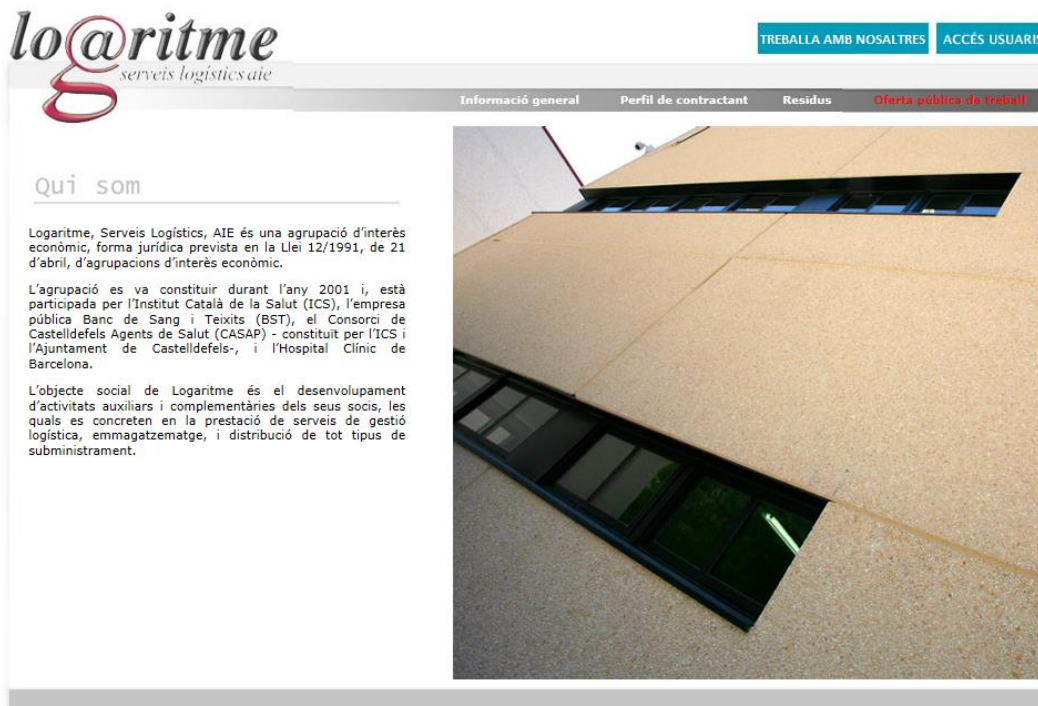 log@ritme
serveis logístics aie
TREBALLA AMB NOSALTRES
ACCÉS USUARIS
Informació general
Perfil de contractant
Residus
Oferta pública de treball
Qui som
Logaritme, Serveis Logístics, AIE és una agrupació d'interès
econòmic, forma jurídica prevista en la Llei 12/1991, de 21
d'abril, d'agrupacions d'interès econòmic.
L'agrupació es va constituir durant l'any 2001 i, està
participada per l'Institut Català de la Salut (ICS), l'empresa
pública Banc de Sang i Teixits (BST), el Consorci de
Castelldefels Agents de Salut (CASAP) - constituït per l'ICS i
l'Ajuntament de Castelldefels-, i l'Hospital Clínic de
Barcelona.
L'objecte social de Logaritme és el desenvolupament
d'activitats auxiliars i complementàries dels seus socis, les
quals es concreten en la prestació de serveis de gestió
logística, emmagatzematge, i distribució de tot tipus de
subministrament.